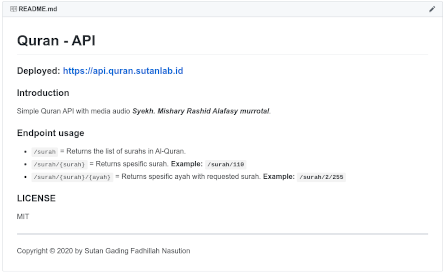 README.md
Quran - API
Deployed: https://api.quran.sutanlab.id
Introduction
Simple Quran API with media audio Syekh. Mishary Rashid Alafasy murrotal.
Endpoint usage
/surah = Returns the list of surahs in Al-Quran.
/surah/{surah} = Returns spesific surah. Example: /surah/110
/surah/{surah}/{ayah} = Returns spesific ayah with requested surah. Example: /surah/2/255
LICENSE
MIT
Copyright © 2020 by Sutan Gading Fadhillah Nasution